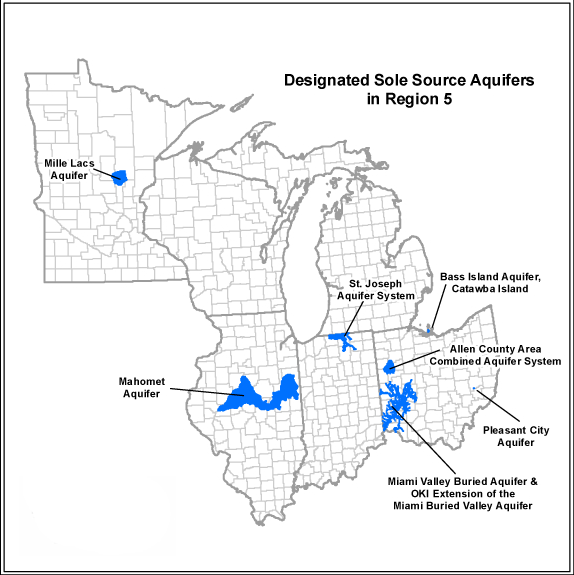 Designated Sole Source Aquifers
in Region 5
Mille Lacs
Aquifer
St. Joseph
Aquifer System
Bass Island Aquifer,
Catawba Island
Allen County Area
Combined Aquifer System
Mahomet
Aquifer
Pleasant City
Aquifer
Miami Valley Buried Aquifer &
OKI Extension of the
Miami Buried Valley Aquifer